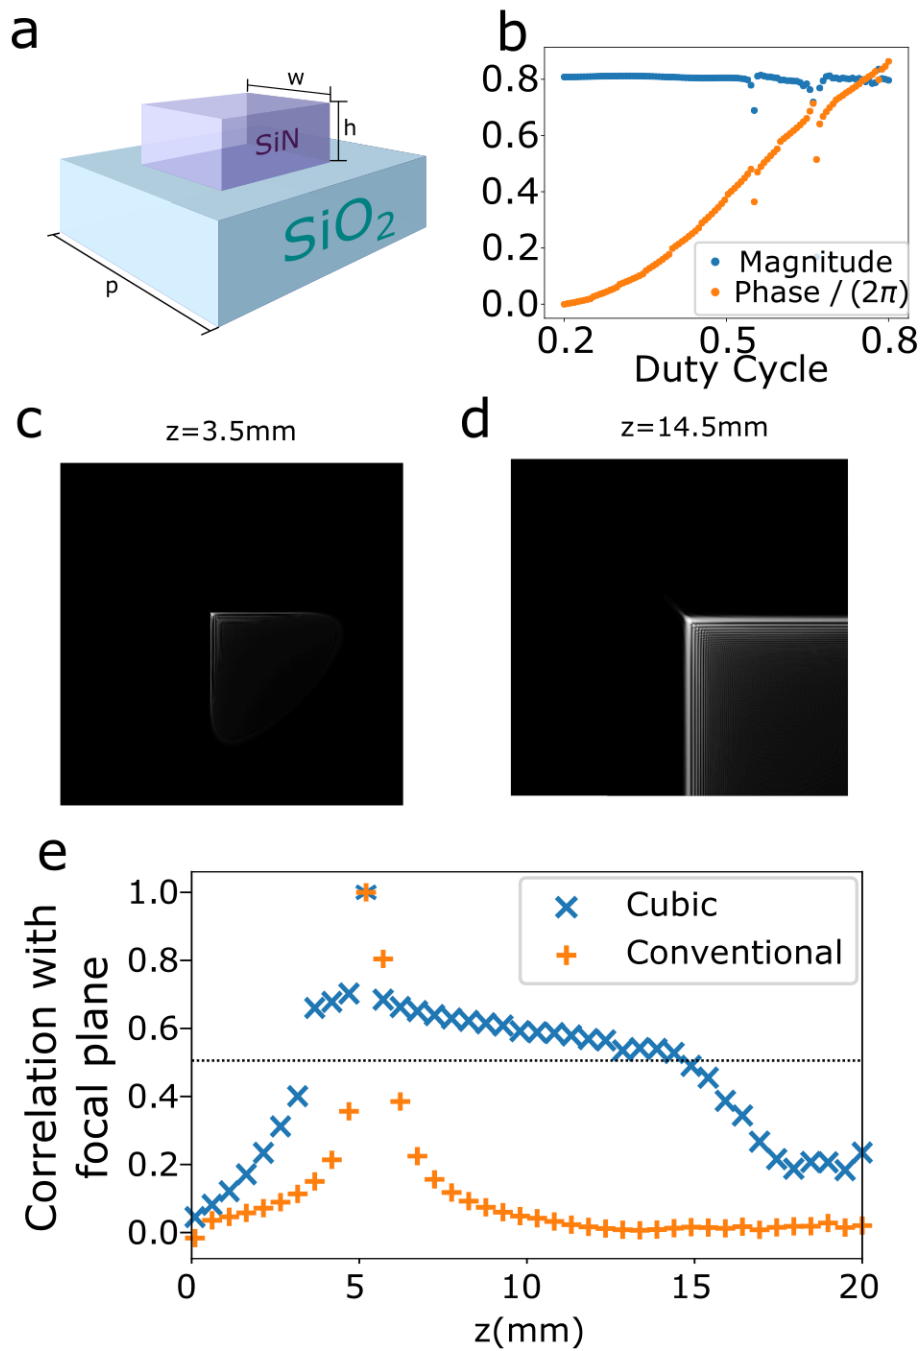 a
w
h
SiN
SiO2
p
b
0.8
0.6
0.4
0.2
0.0
Magnitude
Phase / (2π)
0.2
0.5
0.8
Duty Cycle
c
z=3.5mm
d
z=14.5mm
e
Correlation with
focal plane
1.0
0.8
0.6
0.4
0.2
0.0
Cubic
Conventional
0
5
10
15
20
z(mm)